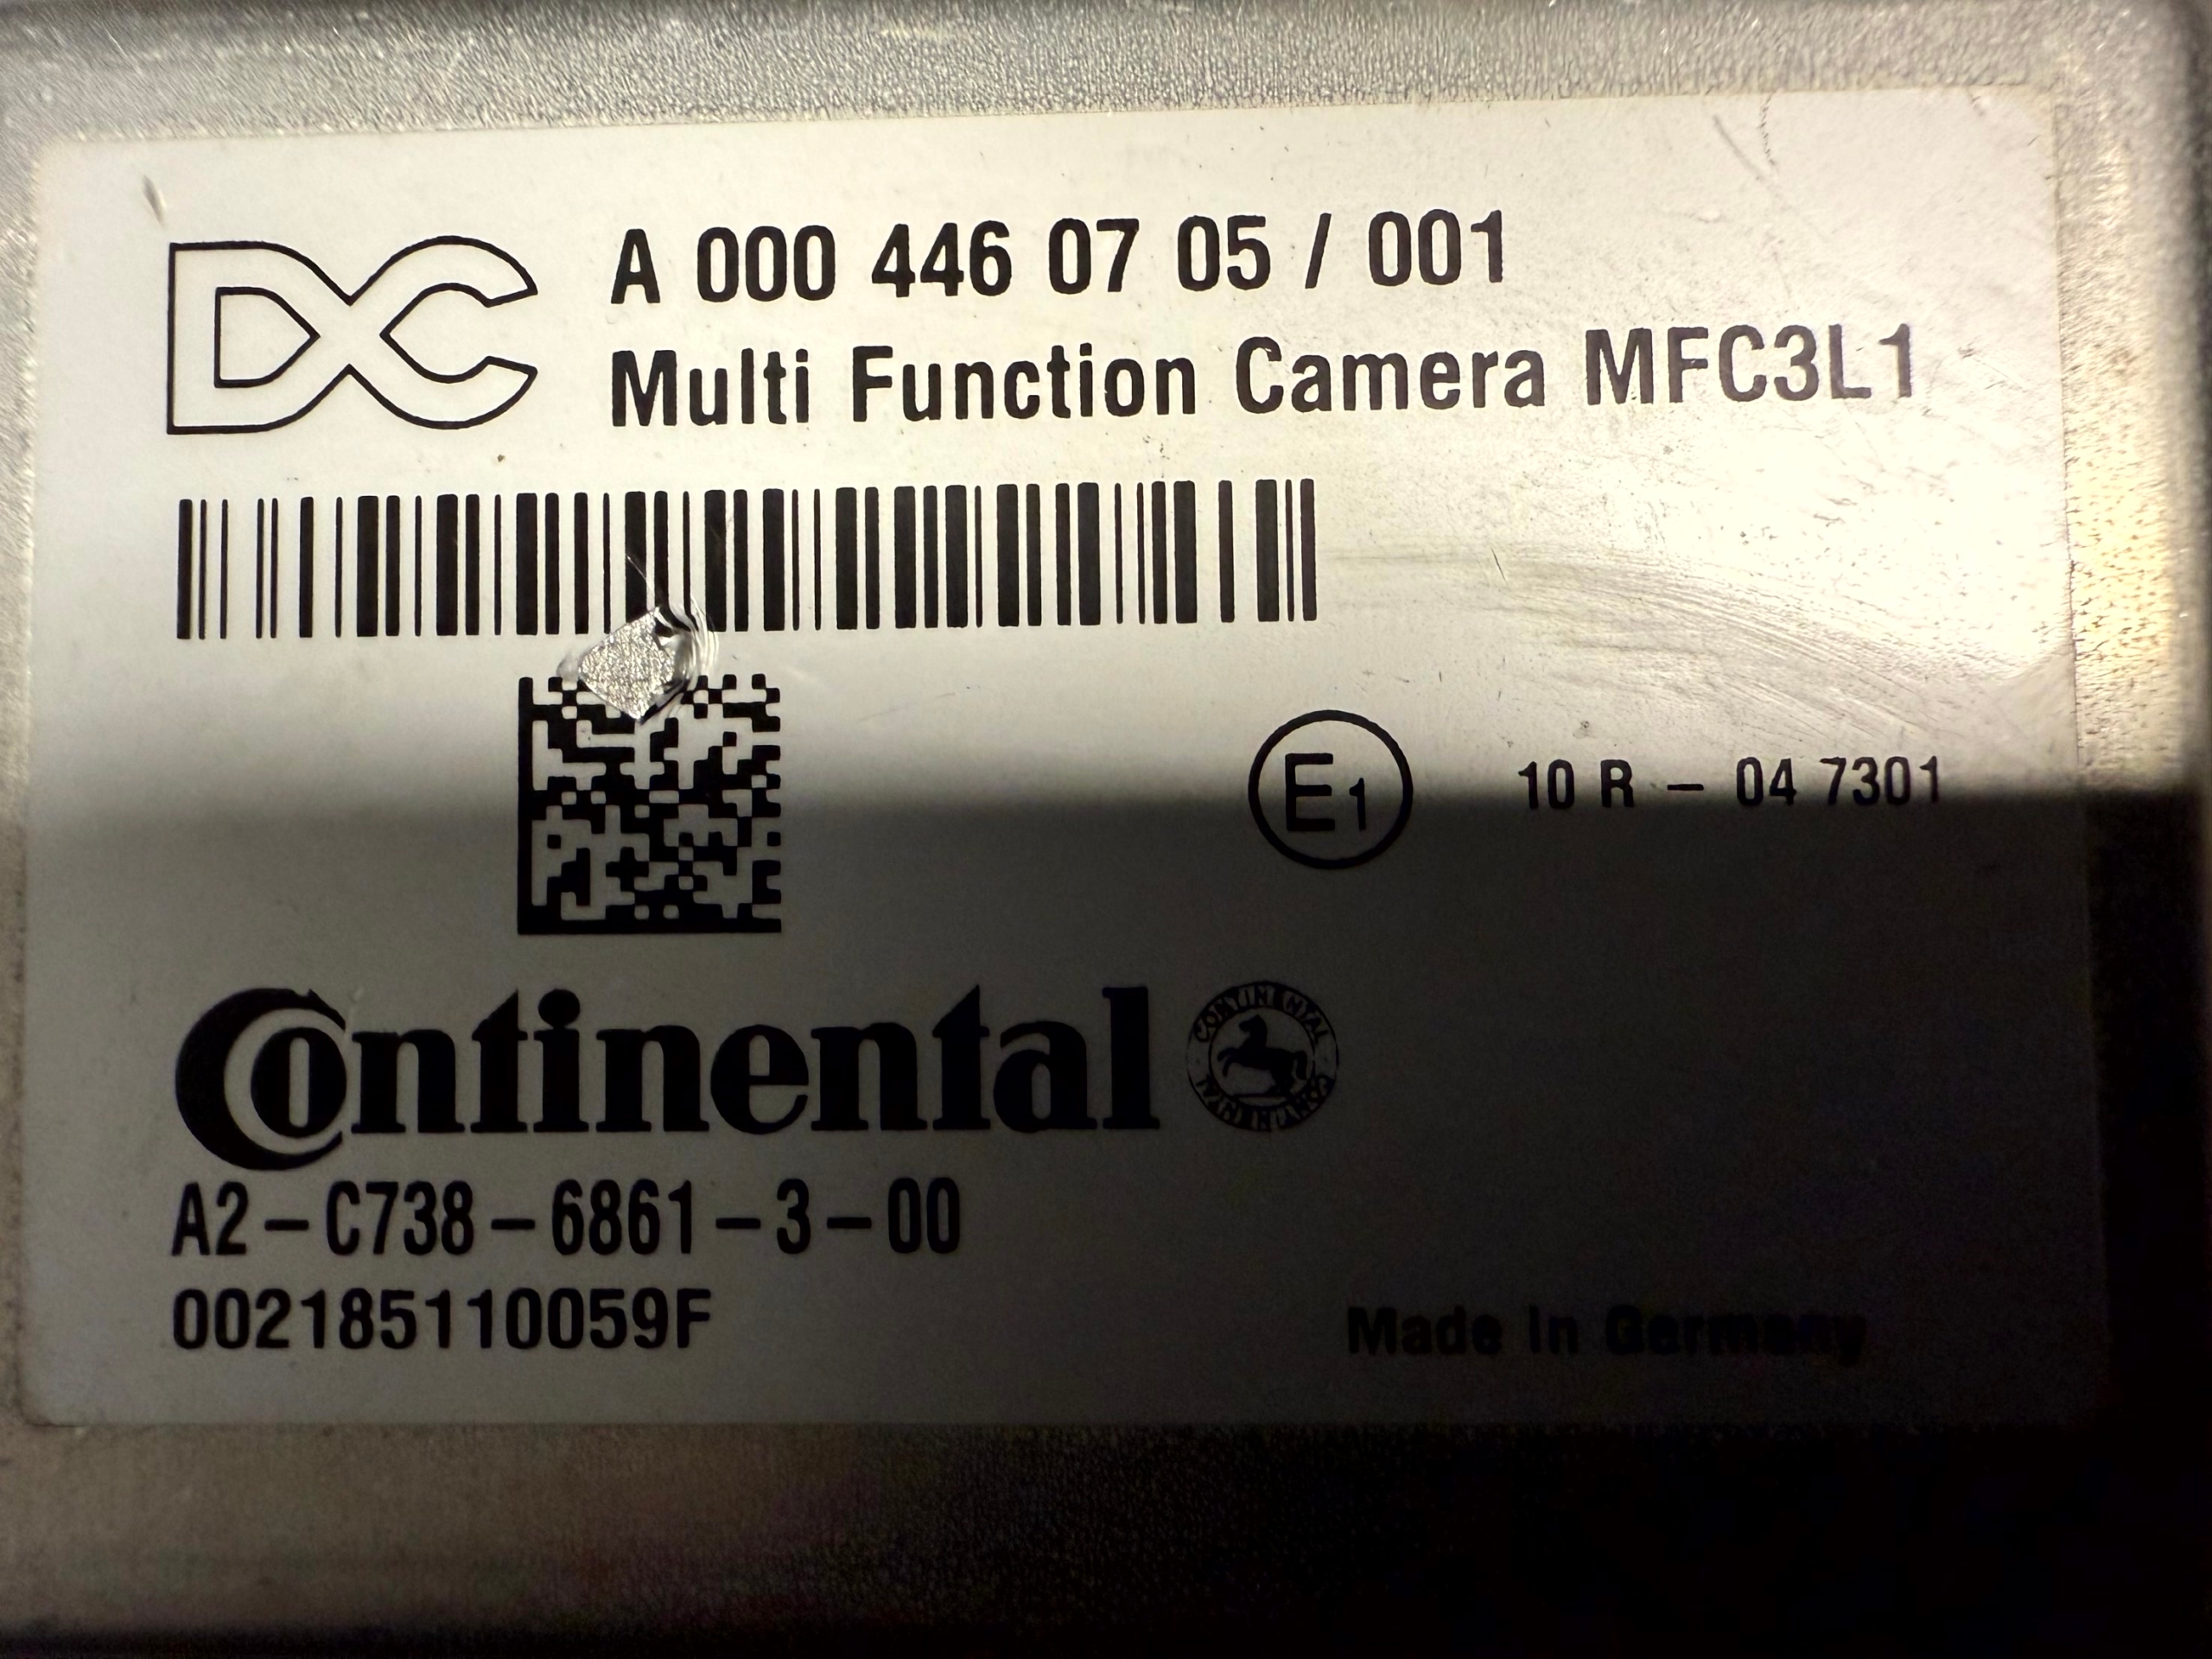 DC
A 000 446 07 05 / 001
Multi Function Camera MFC3L1
E1
10 R – 04 7301
Continental
CONTINENTAL
A2–C738–6861–3–00
002185110059F
Made in Germany